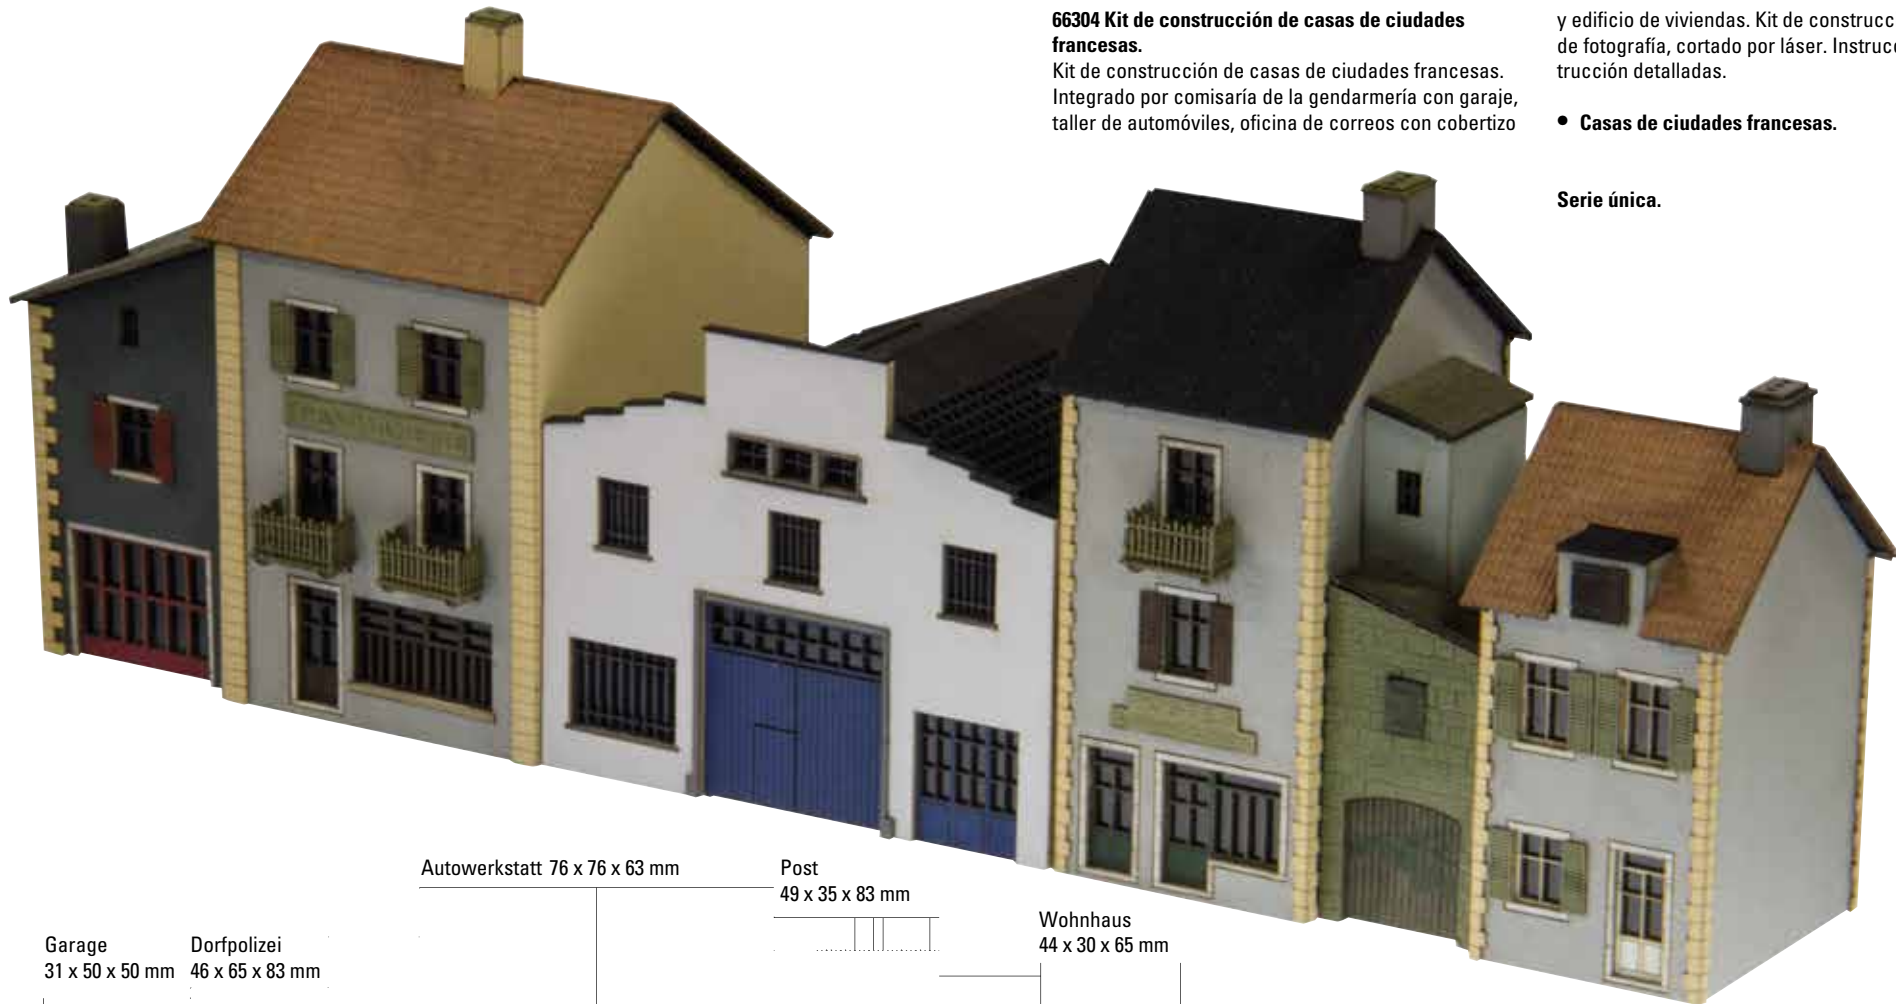 66304 Kit de construcción de casas de ciudades
francesas.
Kit de construcción de casas de ciudades francesas.
Integrado por comisaría de la gendarmería con garaje,
taller de automóviles, oficina de correos con cobertizo
y edificio de viviendas. Kit de construcc
de fotografía, cortado por láser. Instrucc
trucción detalladas.
• Casas de ciudades francesas.
Serie única.
Autowerkstatt 76 x 76 x 63 mm
Post
49 x 35 x 83 mm
Wohnhaus
44 x 30 x 65 mm
Garage
31 x 50 x 50 mm
Dorfpolizei
46 x 65 x 83 mm